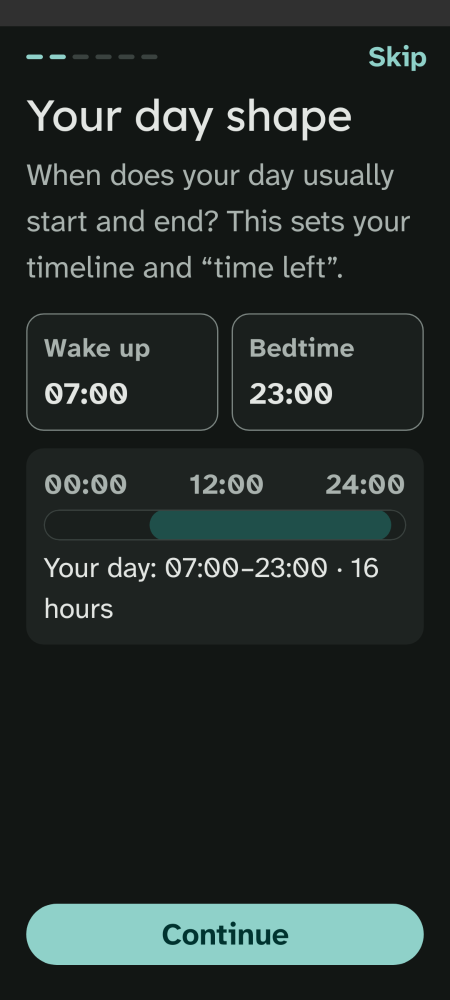 Skip
Your day shape
When does your day usually
start and end? This sets your
timeline and “time left”.
Wake up
07:00
Bedtime
23:00
00:00 12:00 24:00
Your day: 07:00–23:00 · 16
hours
Continue